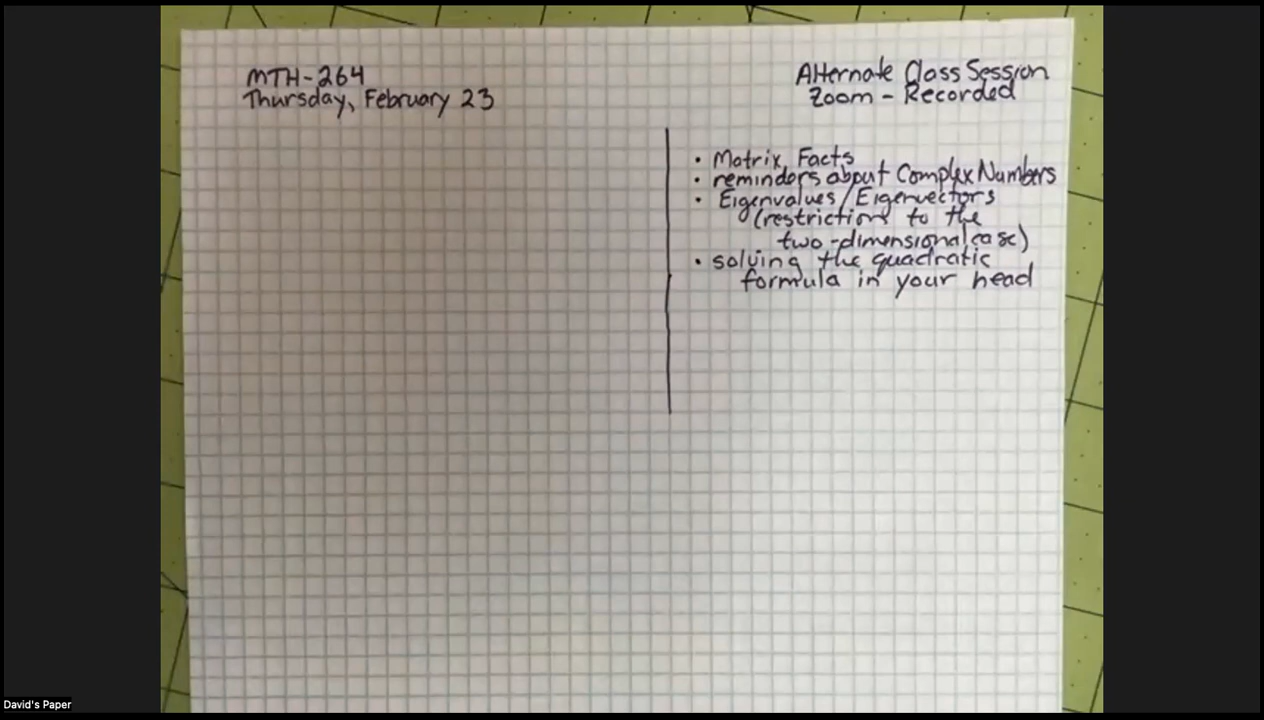 MTH-264
Thursday, February 23
Alternate Class Session
Zoom - Recorded
• Matrix Facts
• reminders about Complex Numbers
• Eigenvalues/Eigenvectors
(restriction to the
two-dimensional case)
• solving the quadratic
formula in your head
David's Paper